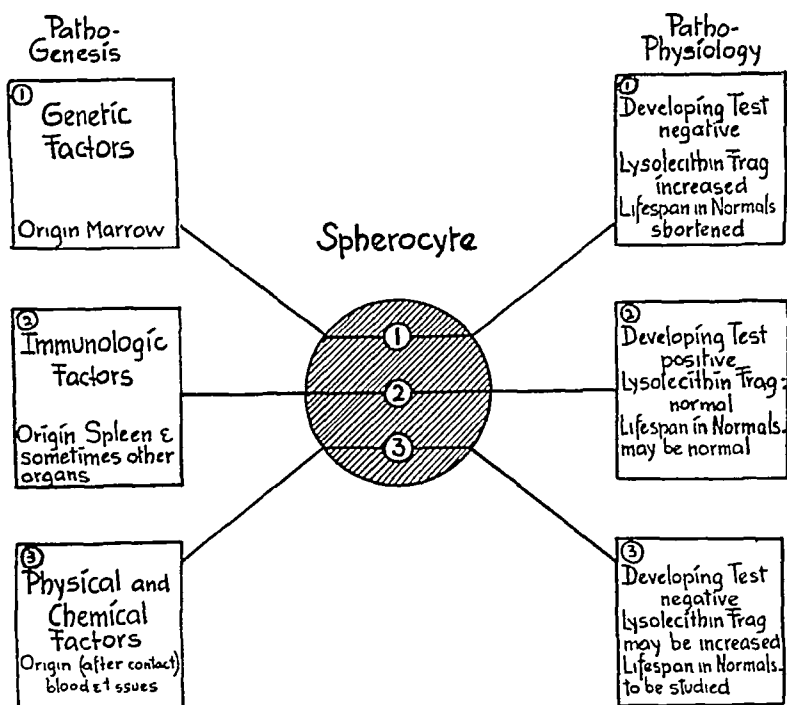 Patho-
Genesis
①
Genetic
Factors
Origin Marrow
②
Immunologic
Factors
Origin Spleen &
sometimes other
organs
③
Physical and
Chemical
Factors
Origin (after contact)
blood & tissues
Spherocyte
①
②
③
Patho-
Physiology
①
Developing Test
negative
Lysolecithin Frag
increased
Lifespan in Normals
shortened
②
Developing Test
positive
Lysolecithin Frag-
normal
Lifespan in Normals-
may be normal
③
Developing Test
negative
Lysolecithin Frag
may be increased
Lifespan in Normals-
to be studied